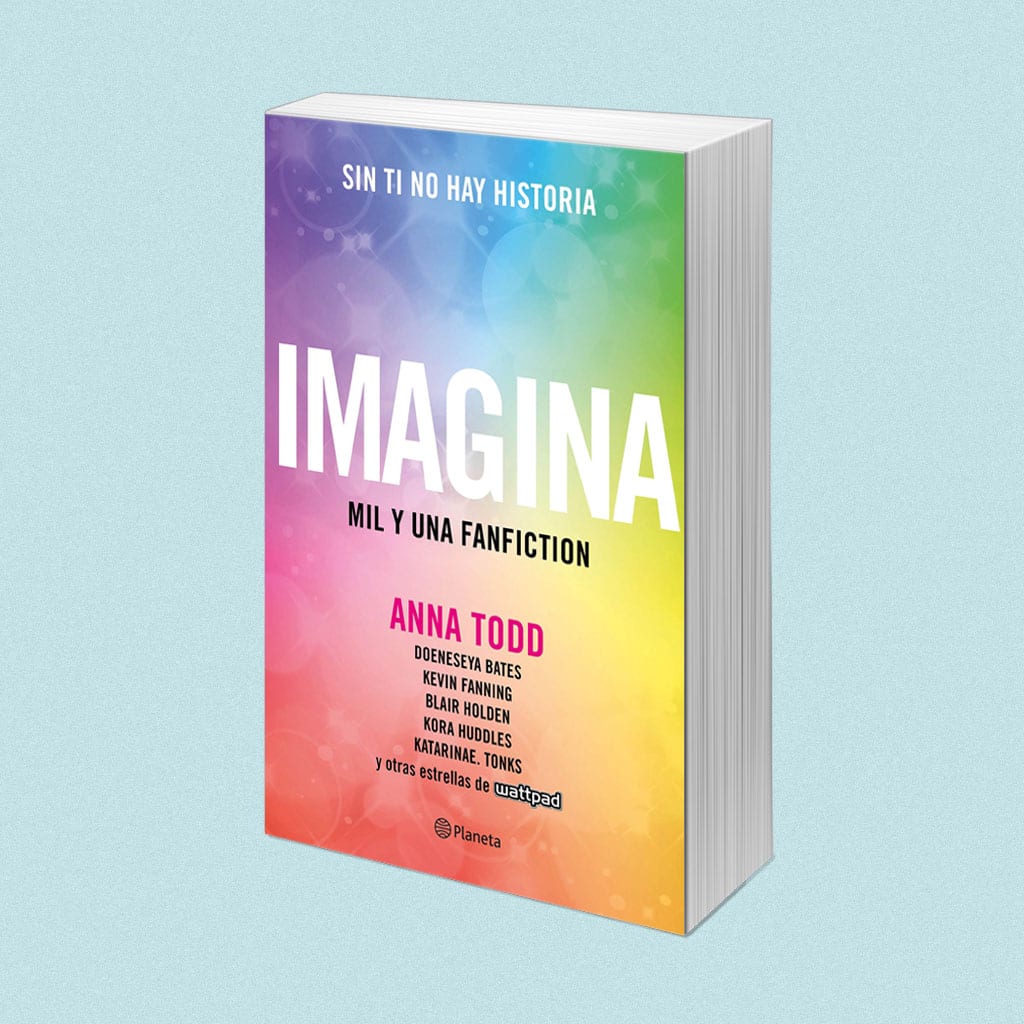 SIN TI NO HAY HISTORIA
IMAGINA
MIL Y UNA FANFICTION
ANNA TODD
DOENESEYA BATES
KEVIN FANNING
BLAIR HOLDEN
KORA HUDDLES
KATARINAE. TONKS
y otras estrellas de wattpad
Planeta